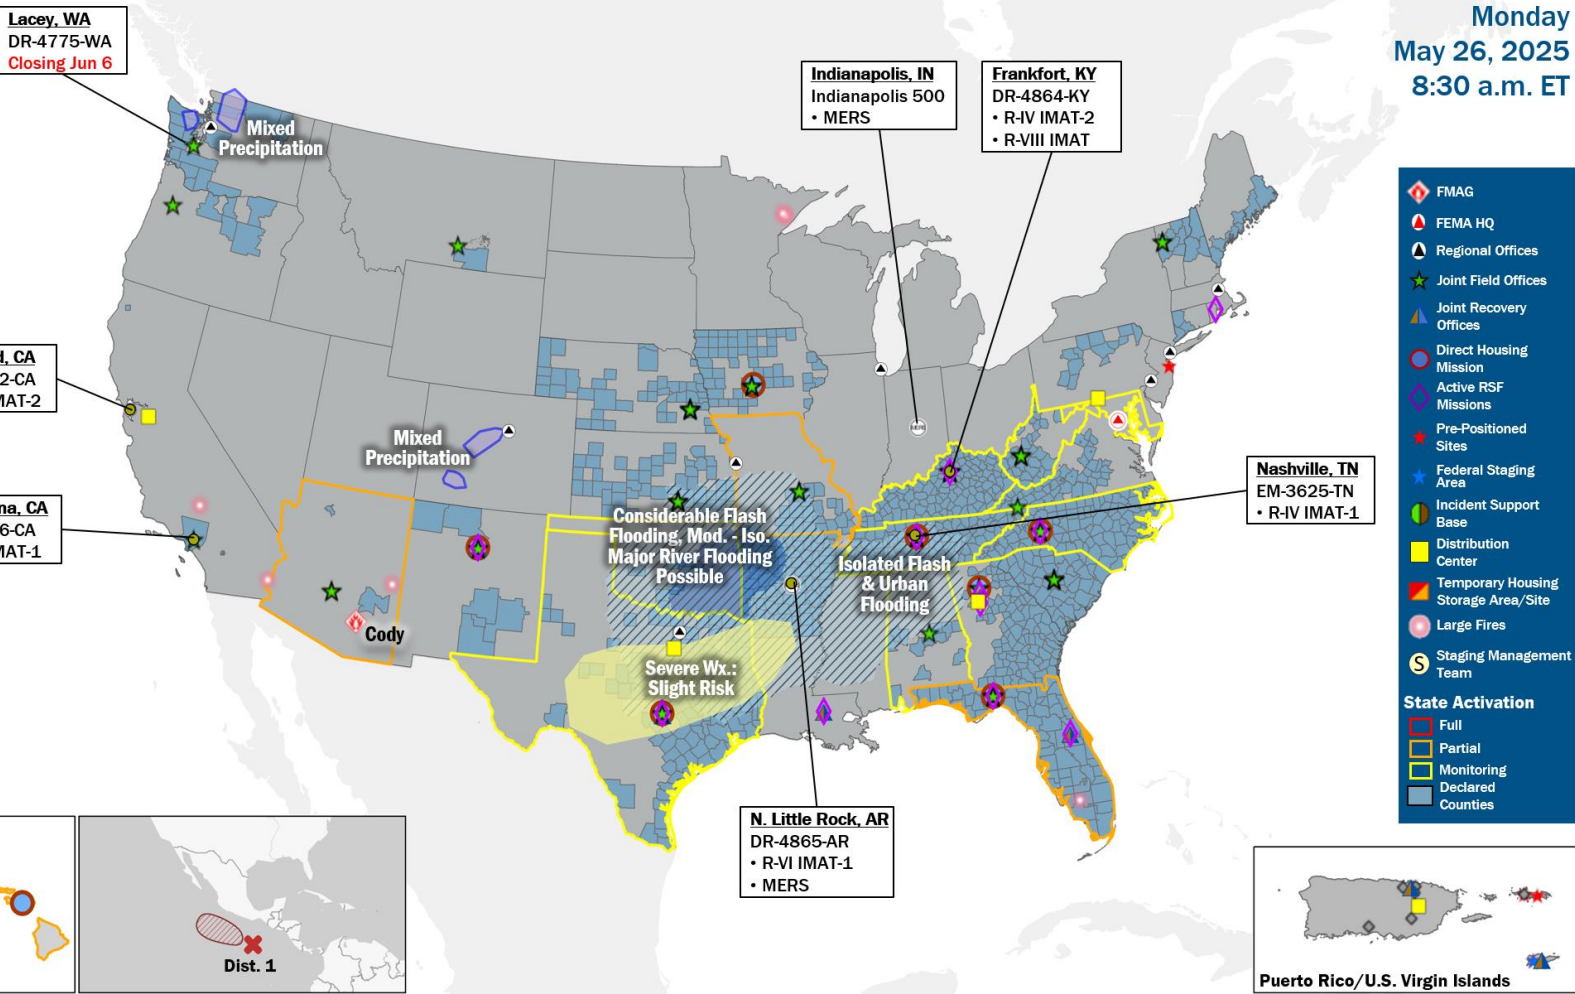 Lacey, WA
DR-4775-WA
Closing Jun 6
Monday
May 26, 2025
8:30 a.m. ET
Indianapolis, IN
Indianapolis 500
• MERS
Frankfort, KY
DR-4864-KY
• R-IV IMAT-2
• R-VIII IMAT
Mixed
Precipitation
d, CA
2-CA
MAT-2
Mixed
Precipitation
MERS
na, CA
6-CA
MAT-1
Nashville, TN
EM-3625-TN
• R-IV IMAT-1
Considerable Flash
Flooding, Mod. - Iso.
Major River Flooding
Possible
Isolated Flash
& Urban
Flooding
Cody
Severe Wx.:
Slight Risk
N. Little Rock, AR
DR-4865-AR
• R-VI IMAT-1
• MERS
Dist. 1
FMAG
FEMA HQ
Regional Offices
Joint Field Offices
Joint Recovery
Offices
Direct Housing
Mission
Active RSF
Missions
Pre-Positioned
Sites
Federal Staging
Area
Incident Support
Base
Distribution
Center
Temporary Housing
Storage Area/Site
Large Fires
S
Staging Management
Team
State Activation
Full
Partial
Monitoring
Declared
Counties
Puerto Rico/U.S. Virgin Islands